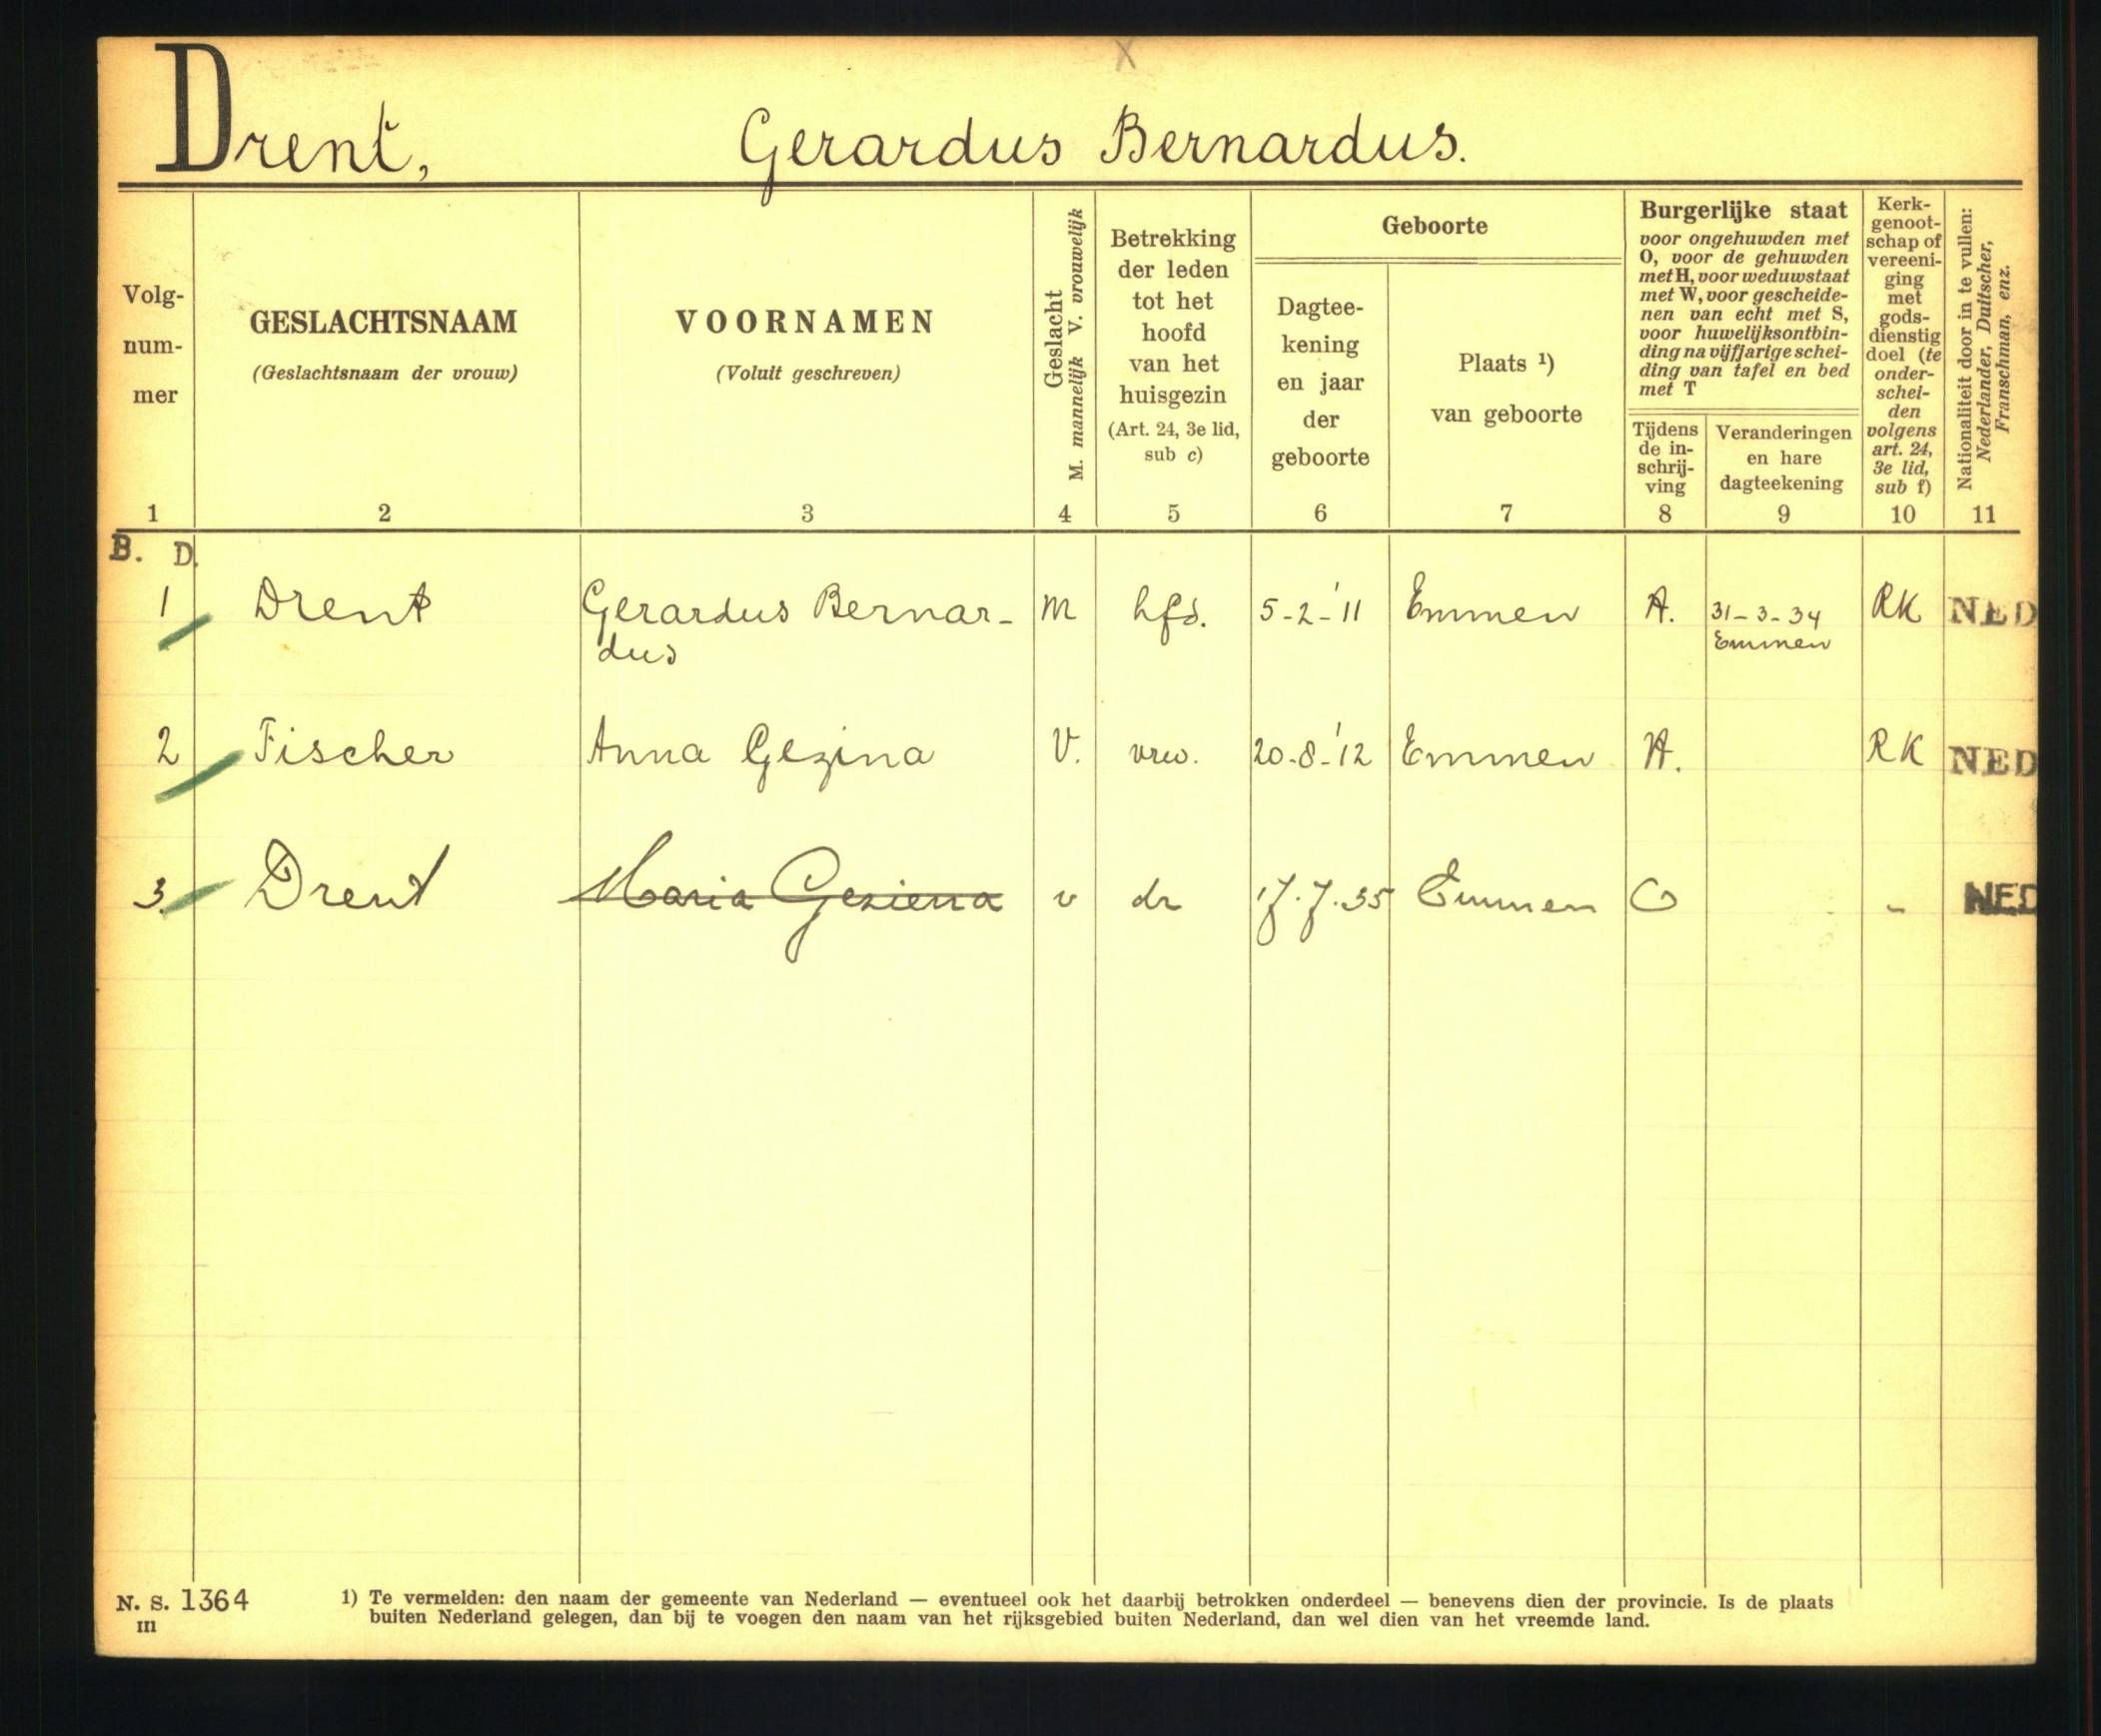 Drent, Gerardus Bernardus.
Volg-
num-
mer
1
GESLACHTSNAAM
(Geslachtsnaam der vrouw)
2
VOORNAMEN
(Voluit geschreven)
3
Geslacht
M. mannelijk V. vrouwelijk
4
Betrekking
der leden
tot het
hoofd
van het
huisgezin
(Art. 24, 3e lid,
sub c)
5
Geboorte
Dagtee-
kening
en jaar
der
geboorte
6
Plaats ¹)
van geboorte
7
Burgerlijke staat
voor ongehuwden met
O, voor de gehuwden
met H, voor weduwstaat
met W, voor gescheide-
nen van echt met S,
voor huwelijksontbin-
ding na vijfjarige schei-
ding van tafel en bed
met T
Tijdens
de in-
schrij-
ving
8
Veranderingen
en hare
dagteekening
9
Kerk-
genoot-
schap of
vereeni-
ging
met
gods-
dienstig
doel (te
onder-
schei-
den
volgens
art. 24,
3e lid,
sub f)
10
Nationaliteit door in te vullen:
Nederlander, Duitscher,
Franschman, enz.
11
B. D.
1 Drent Gerardus Bernar- M hfd. 5-2-'11 Emmen H. 31-3-34 RK NED
dus Emmen
2 Fischer Anna Gezina V. vrw. 20-8-'12 Emmen H. RK NED
3. Drent Maria Geziena v dr 17.7.35 Emmen O - NED
N. S. 1364
III
1) Te vermelden: den naam der gemeente van Nederland — eventueel ook het daarbij betrokken onderdeel — benevens dien der provincie. Is de plaats
buiten Nederland gelegen, dan bij te voegen den naam van het rijksgebied buiten Nederland, dan wel dien van het vreemde land.